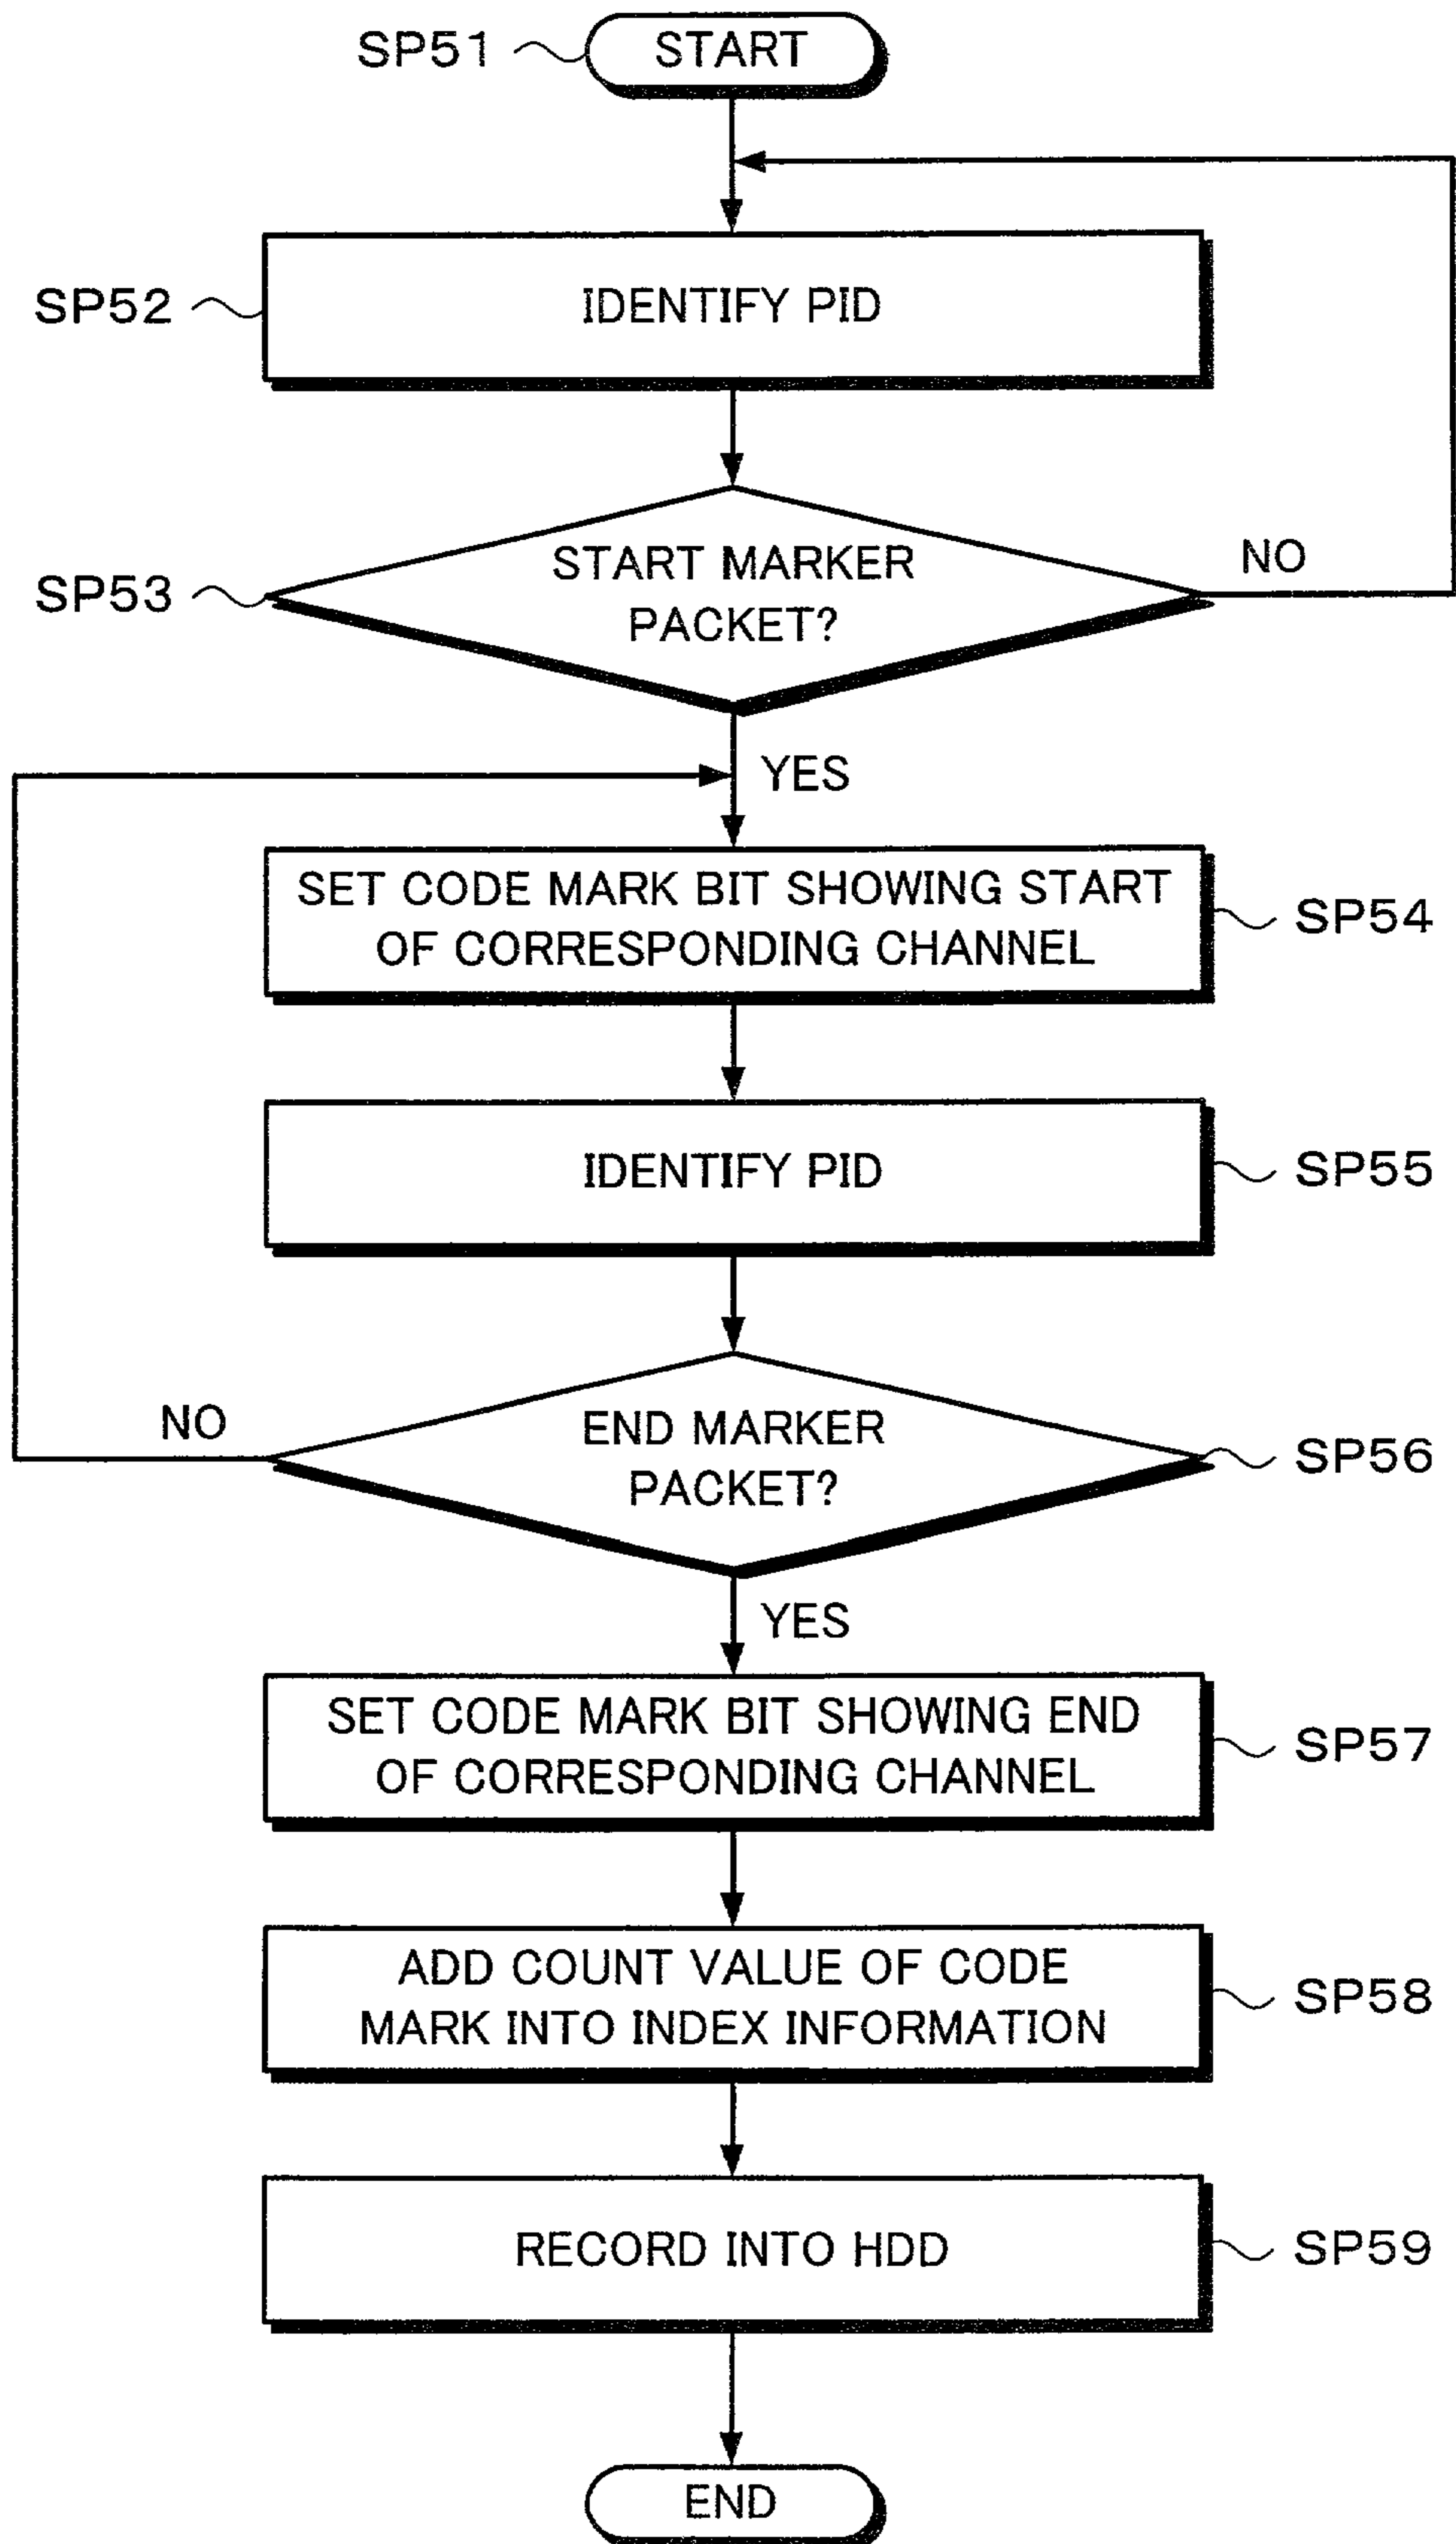 SP51
START
SP52
IDENTIFY PID
SP53
START MARKER
PACKET?
NO
YES
SET CODE MARK BIT SHOWING START
OF CORRESPONDING CHANNEL
SP54
IDENTIFY PID
SP55
NO
END MARKER
PACKET?
SP56
YES
SET CODE MARK BIT SHOWING END
OF CORRESPONDING CHANNEL
SP57
ADD COUNT VALUE OF CODE
MARK INTO INDEX INFORMATION
SP58
RECORD INTO HDD
SP59
END